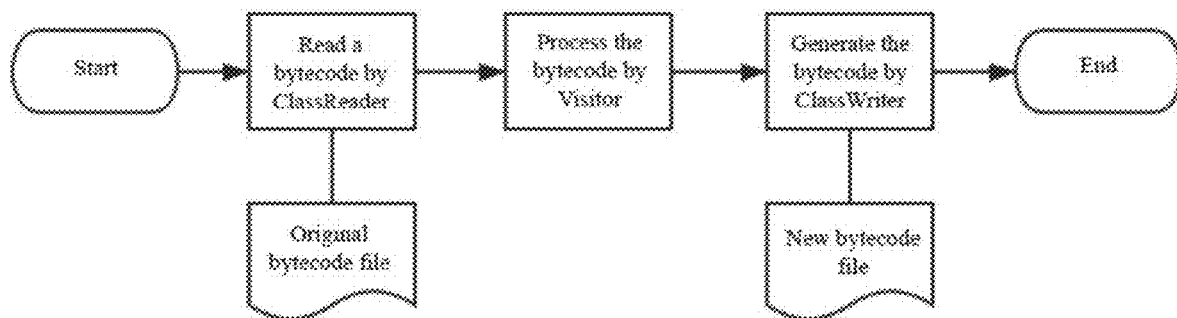 Start
Read a
bytecode by
ClassReader
Process the
bytecode by
Visitor
Generate the
bytecode by
ClassWriter
End
Original
bytecode file
New bytecode
file